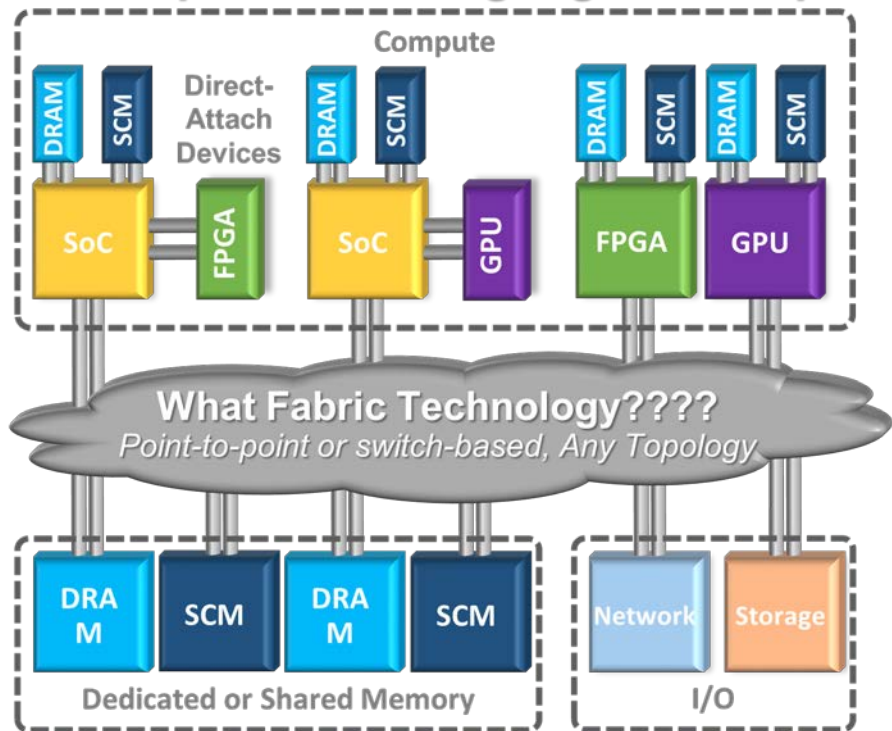 Compute
DRAM
SCM
Direct-
Attach
Devices
DRAM
SCM
DRAM
SCM
DRAM
SCM
SoC
FPGA
SoC
GPU
FPGA
GPU
What Fabric Technology????
Point-to-point or switch-based, Any Topology
DRA
M
SCM
DRA
M
SCM
Network
Storage
Dedicated or Shared Memory
I/O